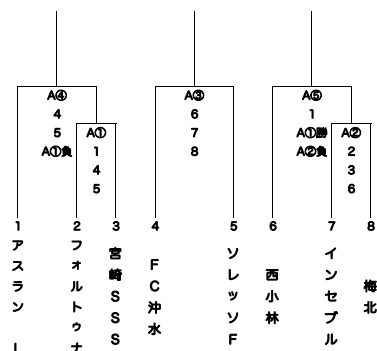 A④
4
5
A①負
A①
1
4
5
A③
6
7
8
A⑤
1
A①勝
A②負
A②
2
3
6
1
2
3
4
5
6
7
8
アスラン
フォルトゥナ
宮崎SSS
FC沖水
ソレッソF
西小林
インセプル
梅北